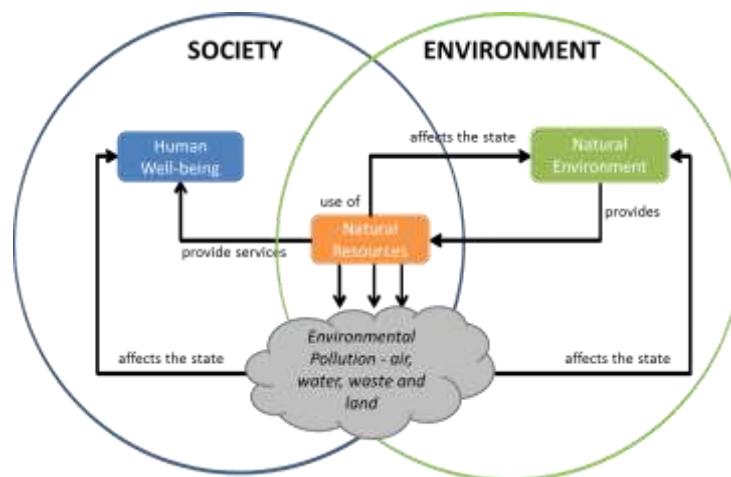 SOCIETY
ENVIRONMENT
affects the state
Human
Well-being
Natural
Environment
use of
provides
Natural
Resources
provide services
Environmental
Pollution - air,
water, waste and
land
affects the state
affects the state